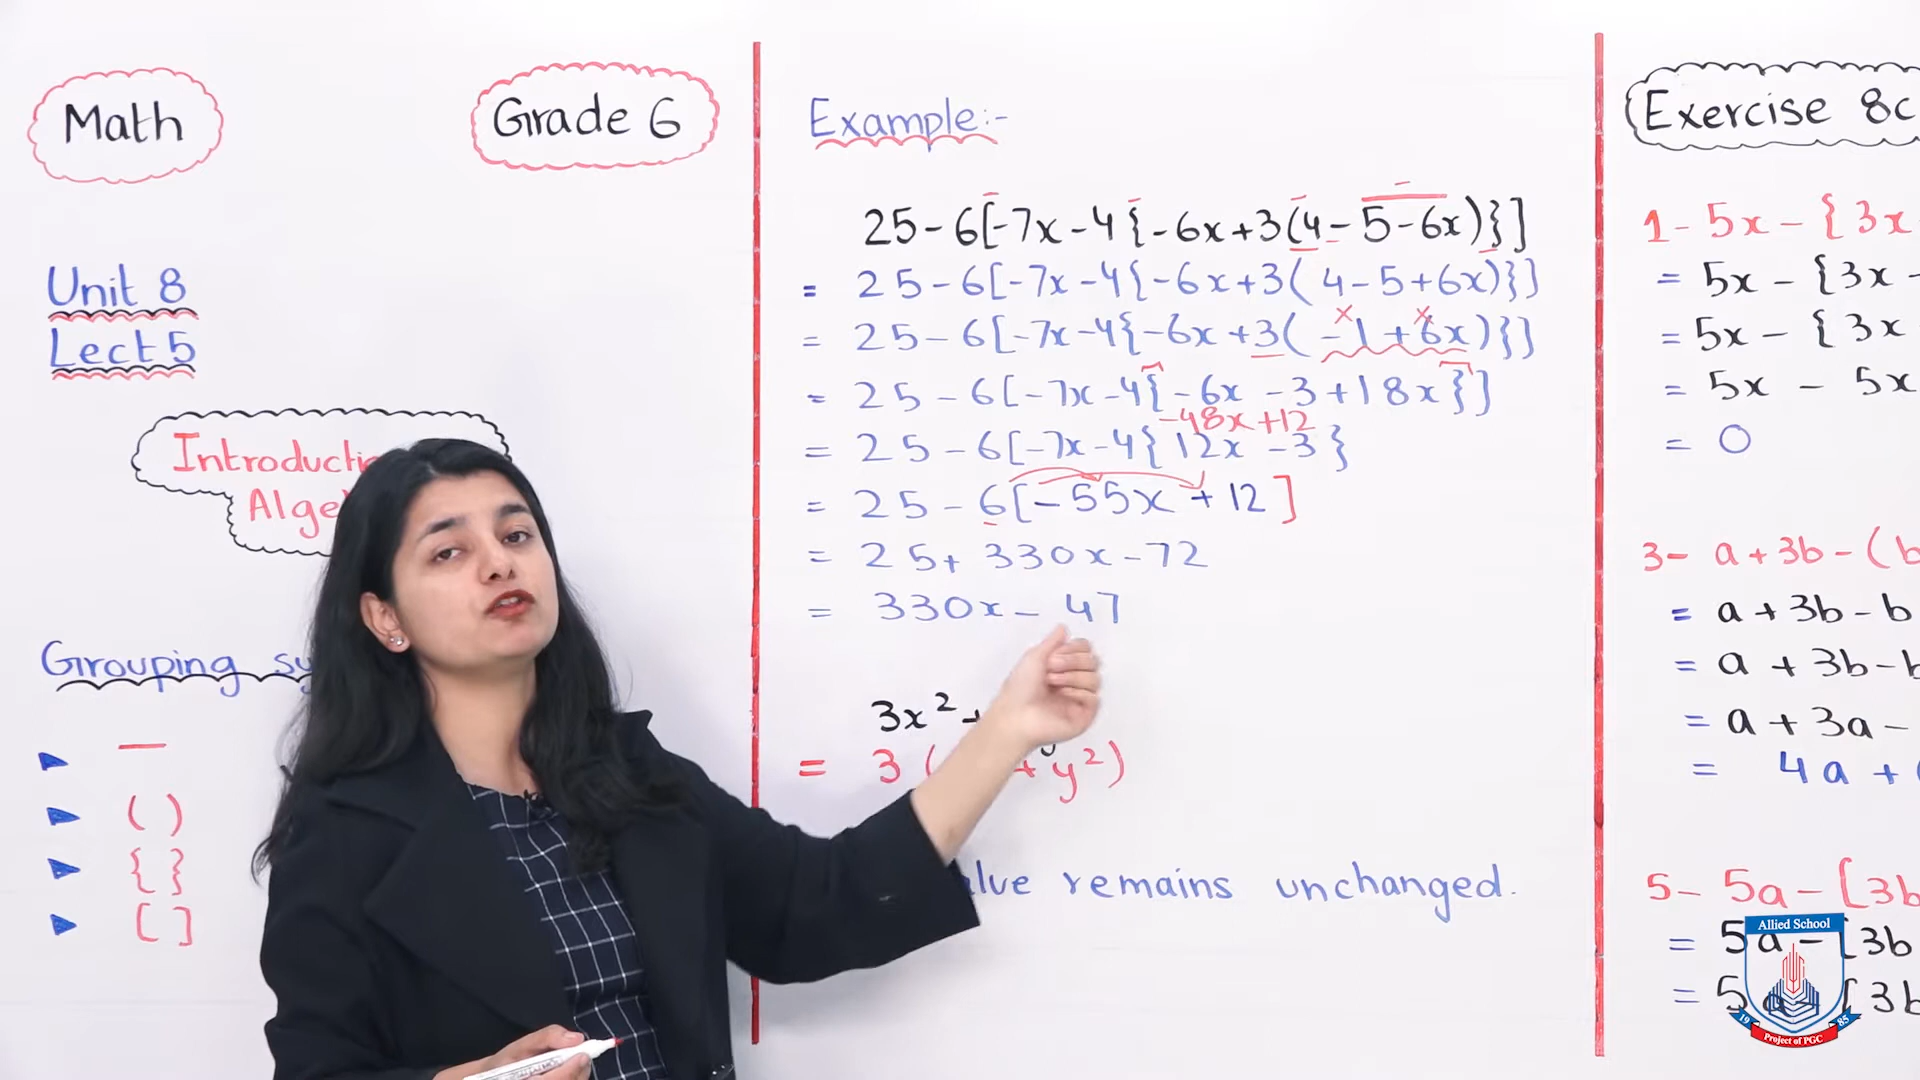 Math
Grade 6
Unit 8
Lect 5
Introducti
Alge
Grouping sy
—
( )
{ }
[ ]
Example:-
25-6[-7x-4{-6x+3(4-5-6x)}]
= 25-6[-7x-4{-6x+3(4-5+6x)}]
= 25-6[-7x-4{-6x+3(-1+6x)}]
= 25-6[-7x-4{-6x-3+18x}]
-48x+12
= 25-6[-7x-4{12x-3}
= 25-6[-55x+12]
= 25+330x-72
= 330x-47
3x²+
= 3( +y²)
alue remains unchanged.
Exercise 8c
1- 5x-{3x
= 5x-{3x-
= 5x-{3x
= 5x-5x
= 0
3- a+3b-(b
= a+3b-b
= a+3b-b
= a+3a-
= 4a+
5- 5a-[3b
= 5a-[3b
= 5a-[3b
Allied School
19 85
Project of PGC